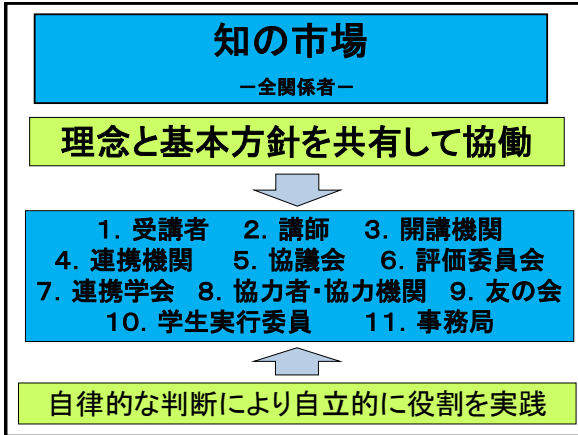 知の市場
－全関係者－
理念と基本方針を共有して協働
1．受講者　2．講師　3．開講機関
4．連携機関　5．協議会　6．評価委員会
7．連携学会　8．協力者・協力機関　9．友の会
10．学生実行委員　11．事務局
自律的な判断により自立的に役割を実践